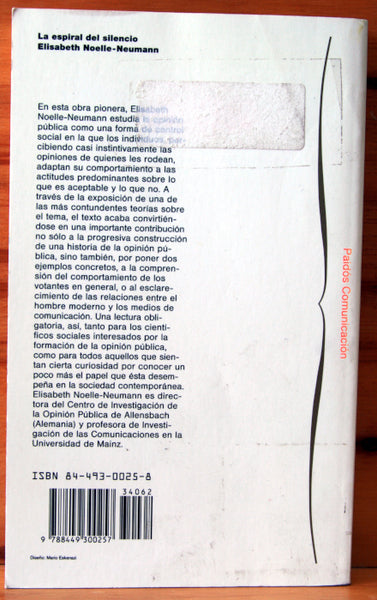 La espiral del silencio
Elisabeth Noelle-Neumann
En esta obra pionera, Elisabeth
Noelle-Neumann estudia la opinión
pública como una forma de control
social en la que los individuos, per-
cibiendo casi instintivamente las
opiniones de quienes les rodean,
adaptan su comportamiento a las
actitudes predominantes sobre lo
que es aceptable y lo que no. A
través de la exposición de una de
las más contundentes teorías sobre
el tema, el texto acaba convirtién-
dose en una importante contribución
no sólo a la progresiva construcción
de una historia de la opinión pú-
blica, sino también, por poner dos
ejemplos concretos, a la compren-
sión del comportamiento de los
votantes en general, o al esclare-
cimiento de las relaciones entre el
hombre moderno y los medios de
comunicación. Una lectura obli-
gatoria, así, tanto para los cientí-
ficos sociales interesados por la
formación de la opinión pública,
como para todos aquellos que sien-
tan cierta curiosidad por conocer un
poco más el papel que ésta desem-
peña en la sociedad contemporánea.
Elisabeth Noelle-Neumann es direc-
tora del Centro de Investigación de
la Opinión Pública de Allensbach
(Alemania) y profesora de Investi-
gación de las Comunicaciones en la
Universidad de Mainz.
ISBN 84-493-0025-8
34062
9 788449 300257
Diseño: Mario Eskenazi
Paidós Comunicación